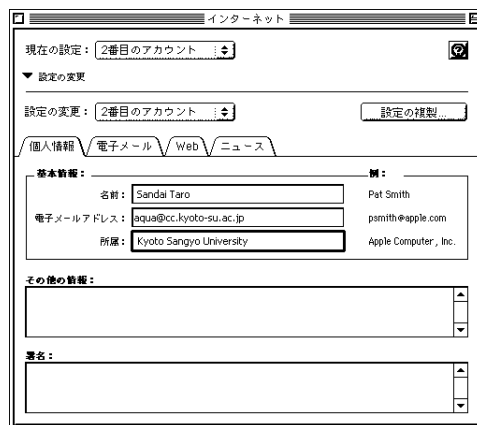 インターネット
現在の設定： 2番目のアカウント
設定の変更
設定の変更： 2番目のアカウント 設定の複製...
個人情報 電子メール Web ニュース
基本情報： 例：
名前： Sandai Taro Pat Smith
電子メールアドレス： aqua@cc.kyoto-su.ac.jp psmith@apple.com
所属： Kyoto Sangyo University Apple Computer, Inc.
その他の情報：
署名：